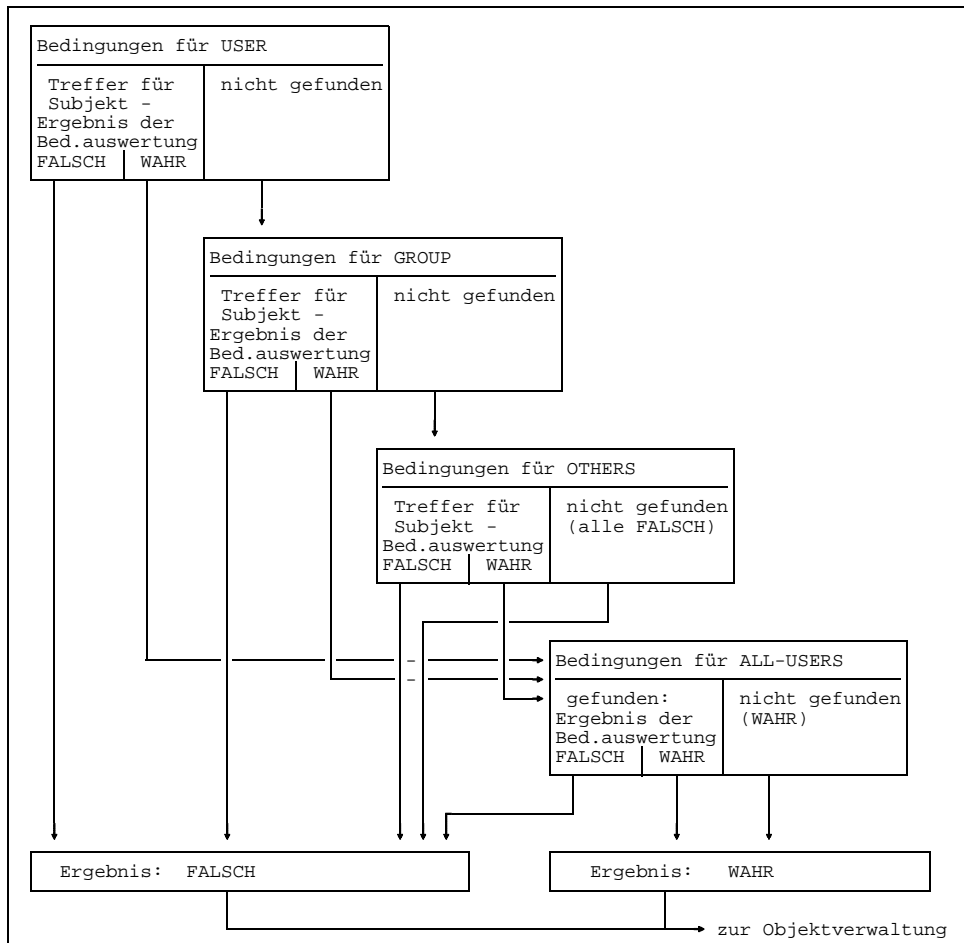 Bedingungen für USER
Treffer für
Subjekt -
Ergebnis der
Bed.auswertung
FALSCH
WAHR
nicht gefunden
Bedingungen für GROUP
Treffer für
Subjekt -
Ergebnis der
Bed.auswertung
FALSCH
WAHR
nicht gefunden
Bedingungen für OTHERS
Treffer für
Subjekt -
Bed.auswertung
FALSCH
WAHR
nicht gefunden
(alle FALSCH)
Bedingungen für ALL-USERS
gefunden:
Ergebnis der
Bed.auswertung
FALSCH
WAHR
nicht gefunden
(WAHR)
Ergebnis: FALSCH
Ergebnis: WAHR
zur Objektverwaltung